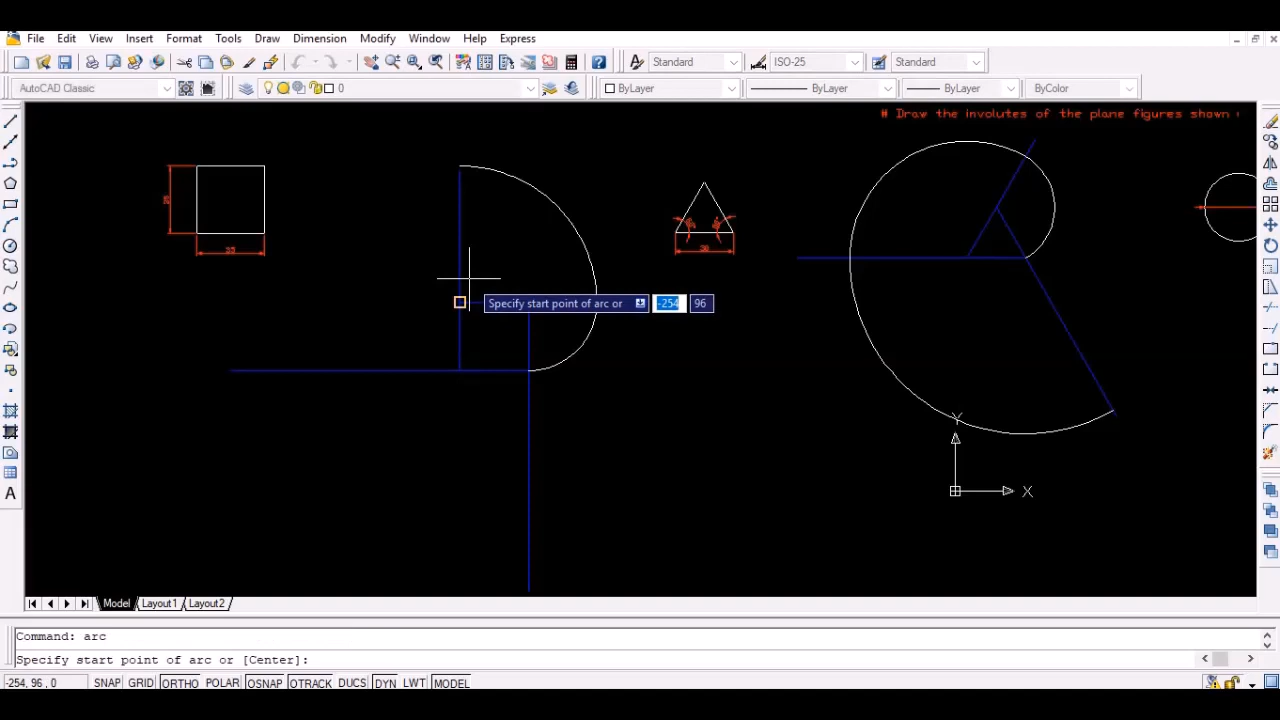 File Edit View Insert Format Tools Draw Dimension Modify Window Help Express
Standard ISO-25 Standard
AutoCAD Classic 0 ByLayer ByLayer ByLayer ByColor
# Draw the involutes of the plane figures shown
Specify start point of arc or -254 96
Y
X
A
Model Layout1 Layout2
Command: arc
Specify start point of arc or [Center]:
-254, 96 , 0 SNAP GRID ORTHO POLAR OSNAP OTRACK DUCS DYN LWT MODEL